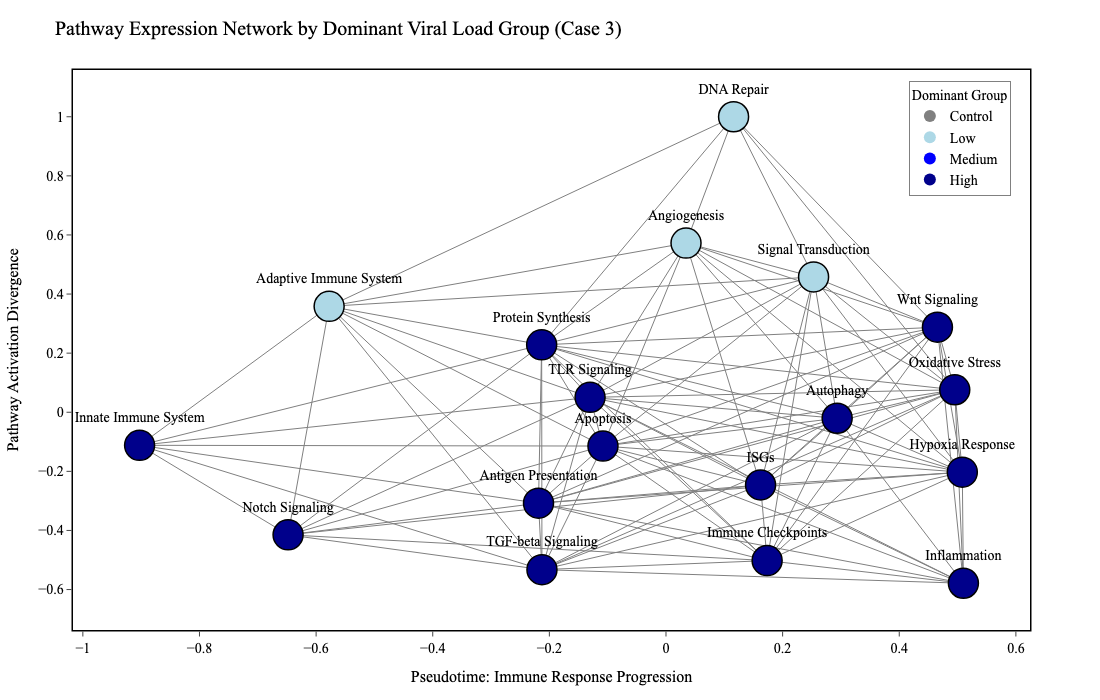 Pathway Expression Network by Dominant Viral Load Group (Case 3)
DNA Repair
Dominant Group
Control
Low
Medium
High
Angiogenesis
Signal Transduction
Adaptive Immune System
Wnt Signaling
Protein Synthesis
Oxidative Stress
TLR Signaling
Autophagy
Innate Immune System
Apoptosis
Hypoxia Response
ISGs
Antigen Presentation
Notch Signaling
Immune Checkpoints
TGF-beta Signaling
Inflammation
Pathway Activation Divergence
1
0.8
0.6
0.4
0.2
0
−0.2
−0.4
−0.6
−1
−0.8
−0.6
−0.4
−0.2
0
0.2
0.4
0.6
Pseudotime: Immune Response Progression